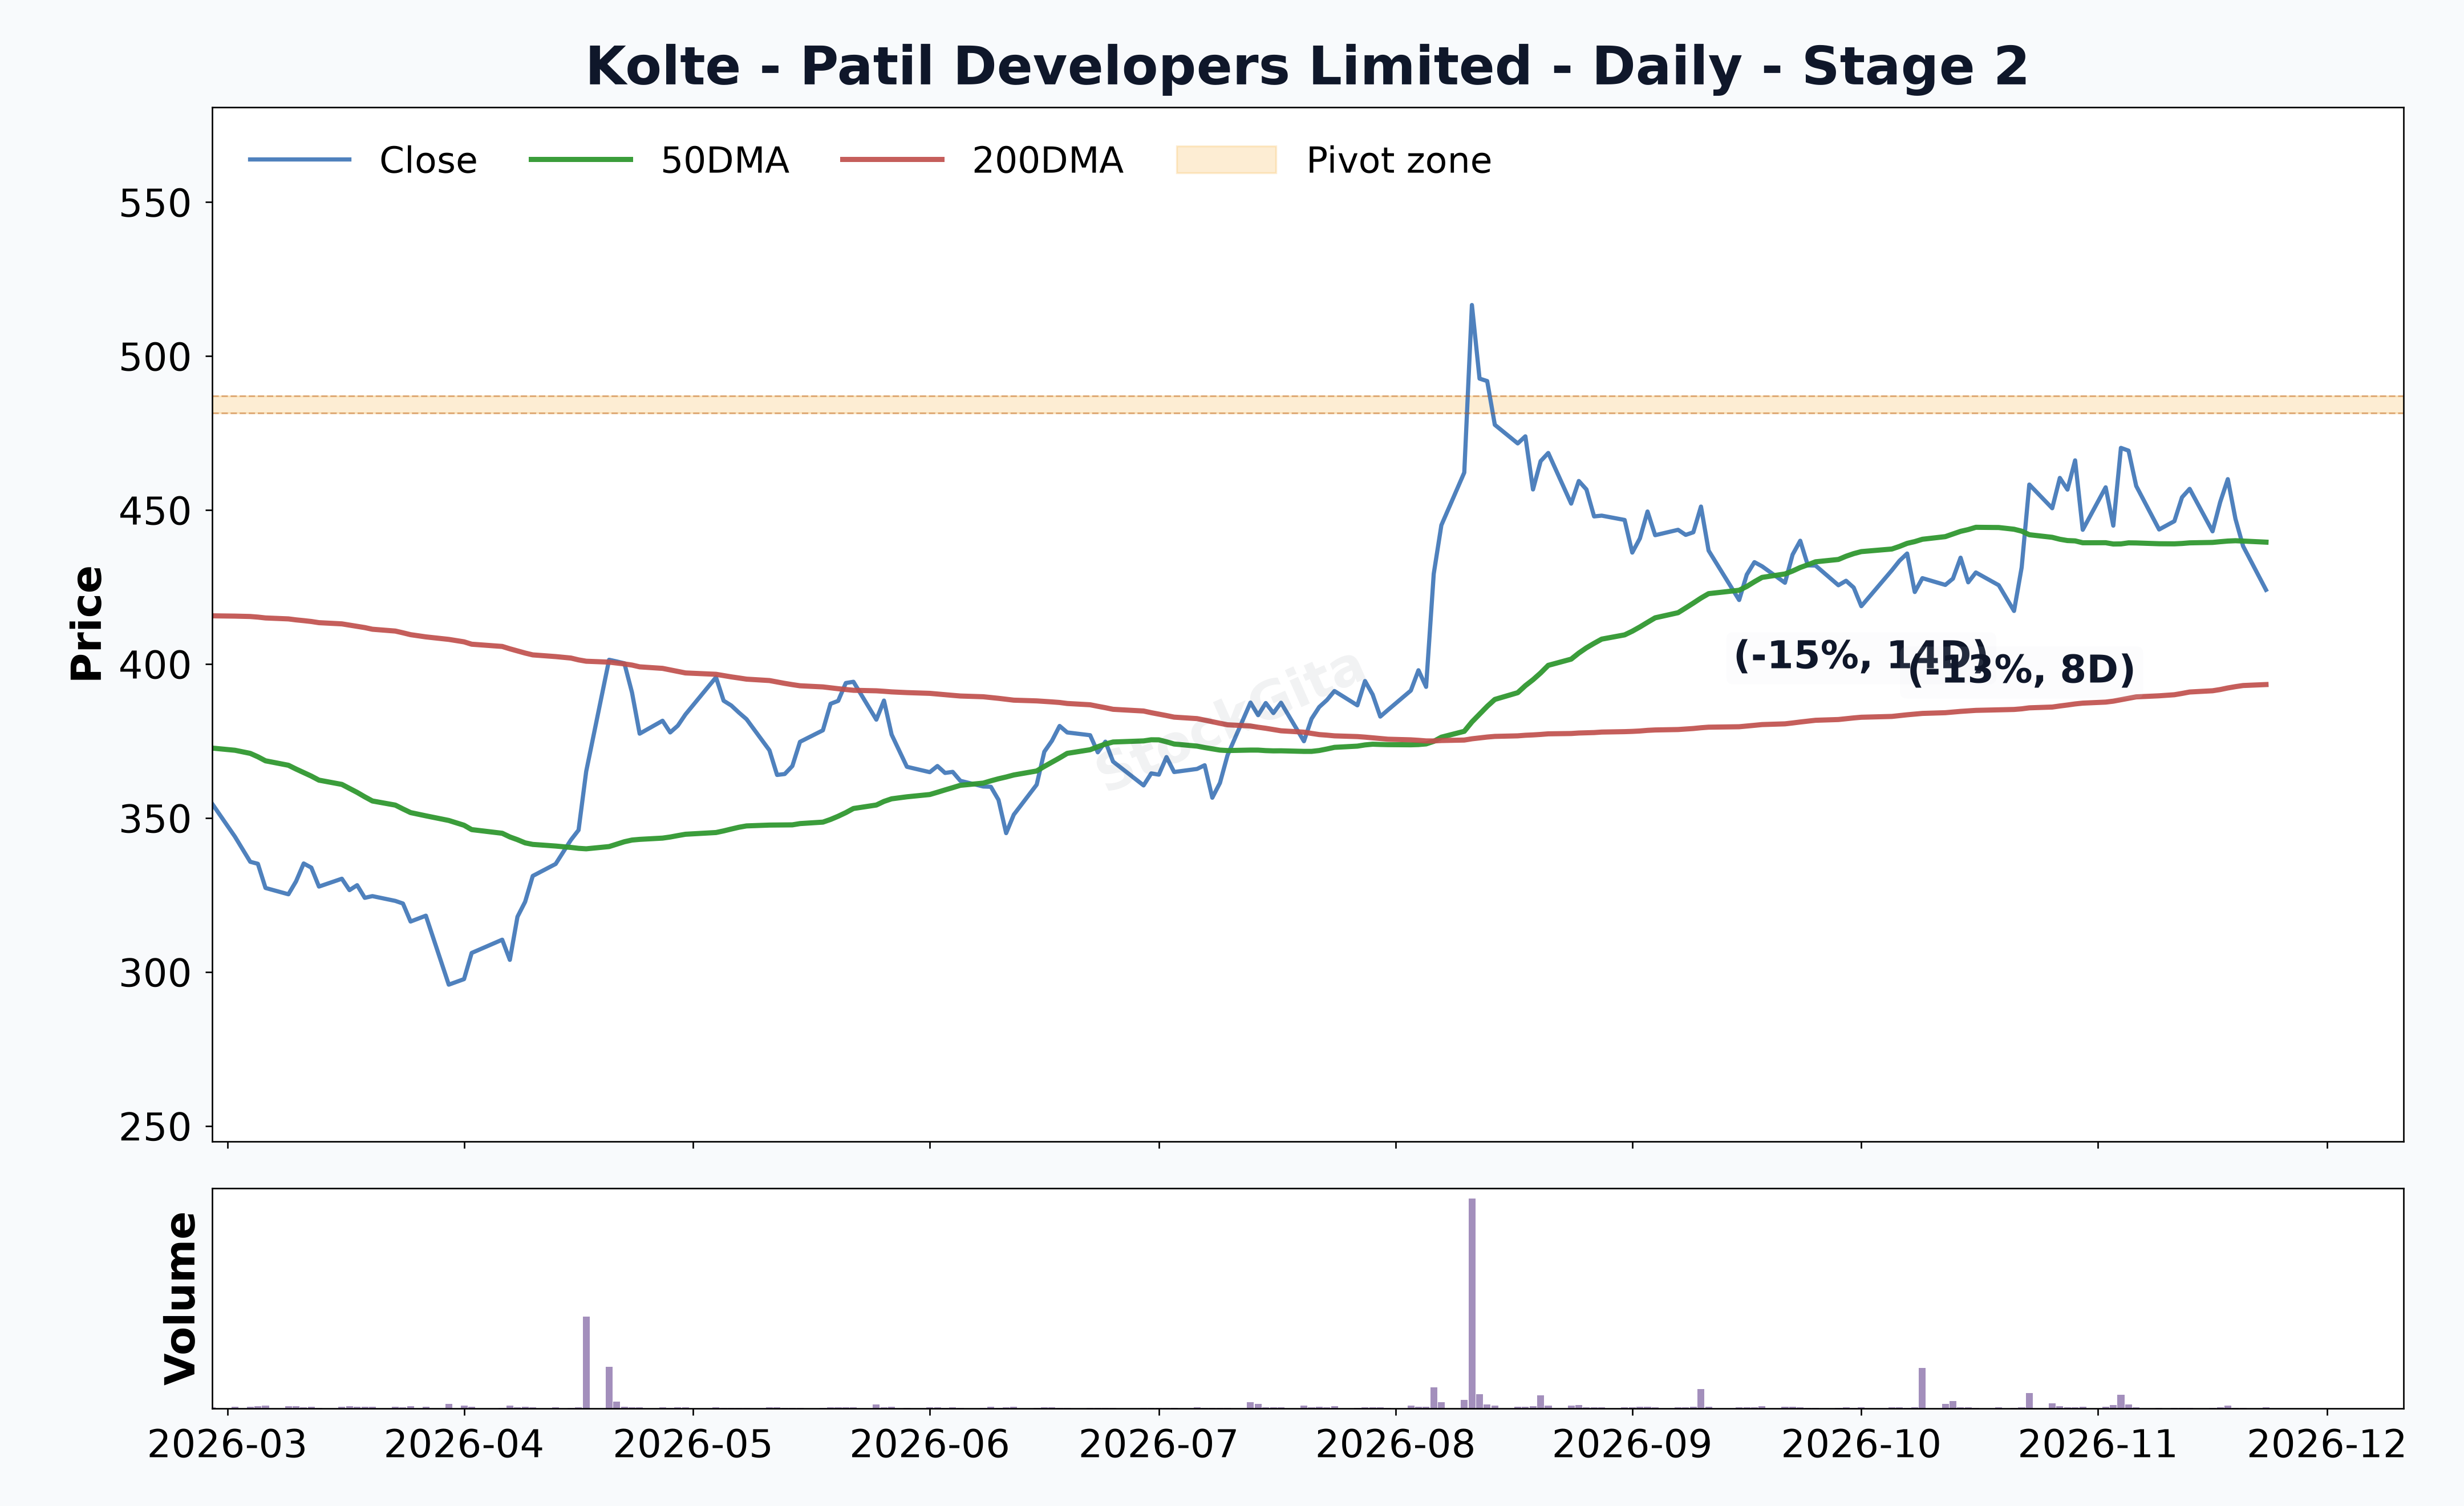 Kolte - Patil Developers Limited - Daily - Stage 2
Close 50DMA 200DMA Pivot zone
550
500
450
400
350
300
250
Price
StockGita
(-15%, 14D)
(-13%, 8D)
Volume
2026-03 2026-04 2026-05 2026-06 2026-07 2026-08 2026-09 2026-10 2026-11 2026-12